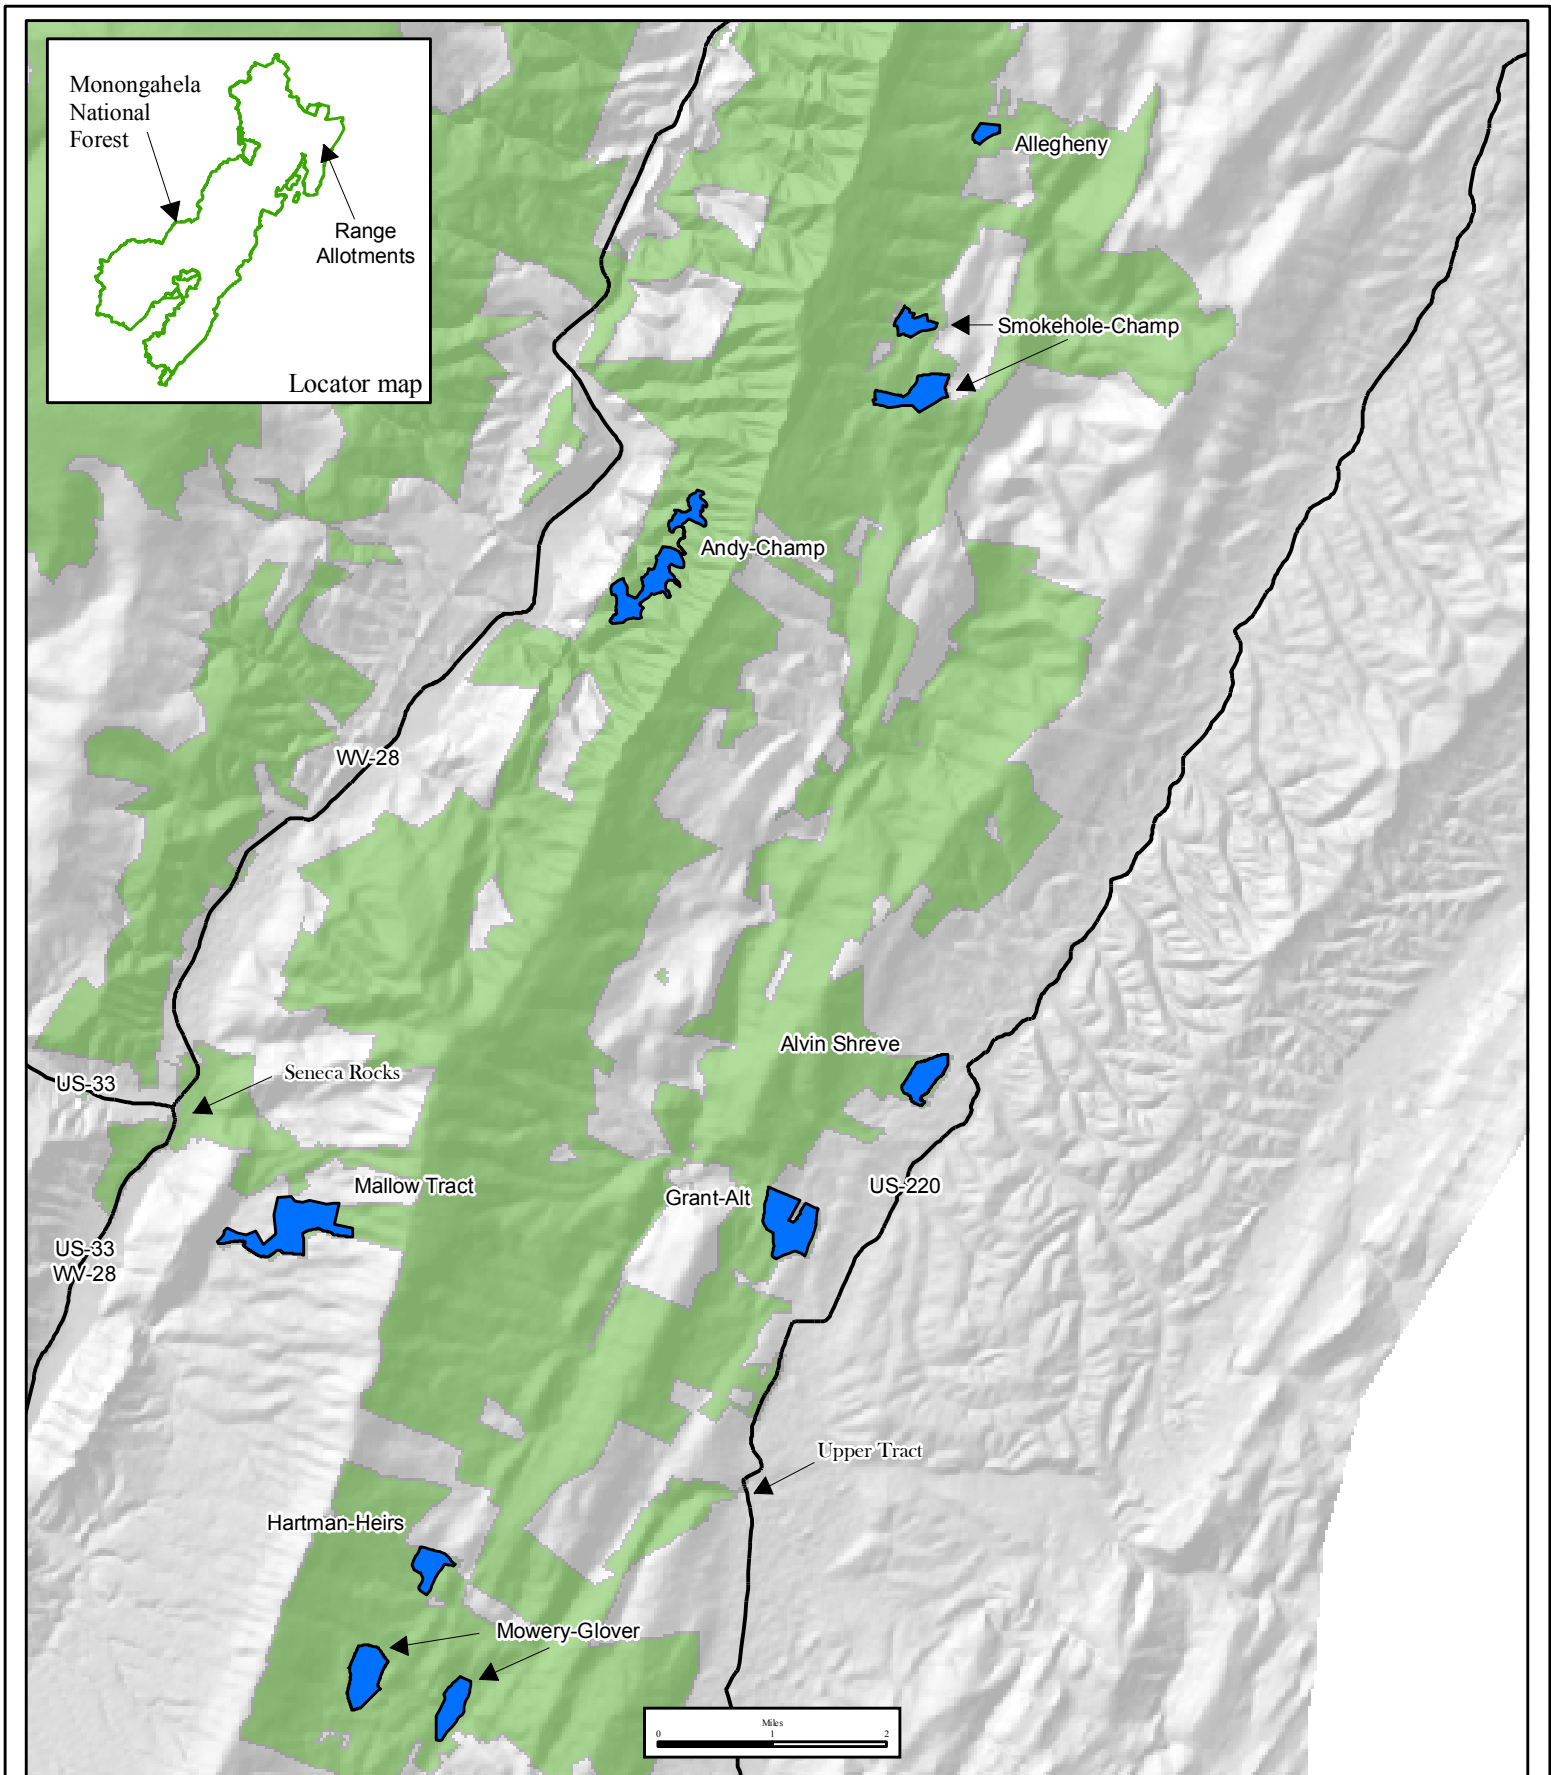 Monongahela
National
Forest
Range
Allotments
Locator map
Allegheny
Smokehole-Champ
Andy-Champ
WV-28
Alvin Shreve
Seneca Rocks
US-33
Mallow Tract
Grant-Alt
US-220
US-33
WV-28
Upper Tract
Hartman-Heirs
Mowery-Glover
Miles
0 1 2